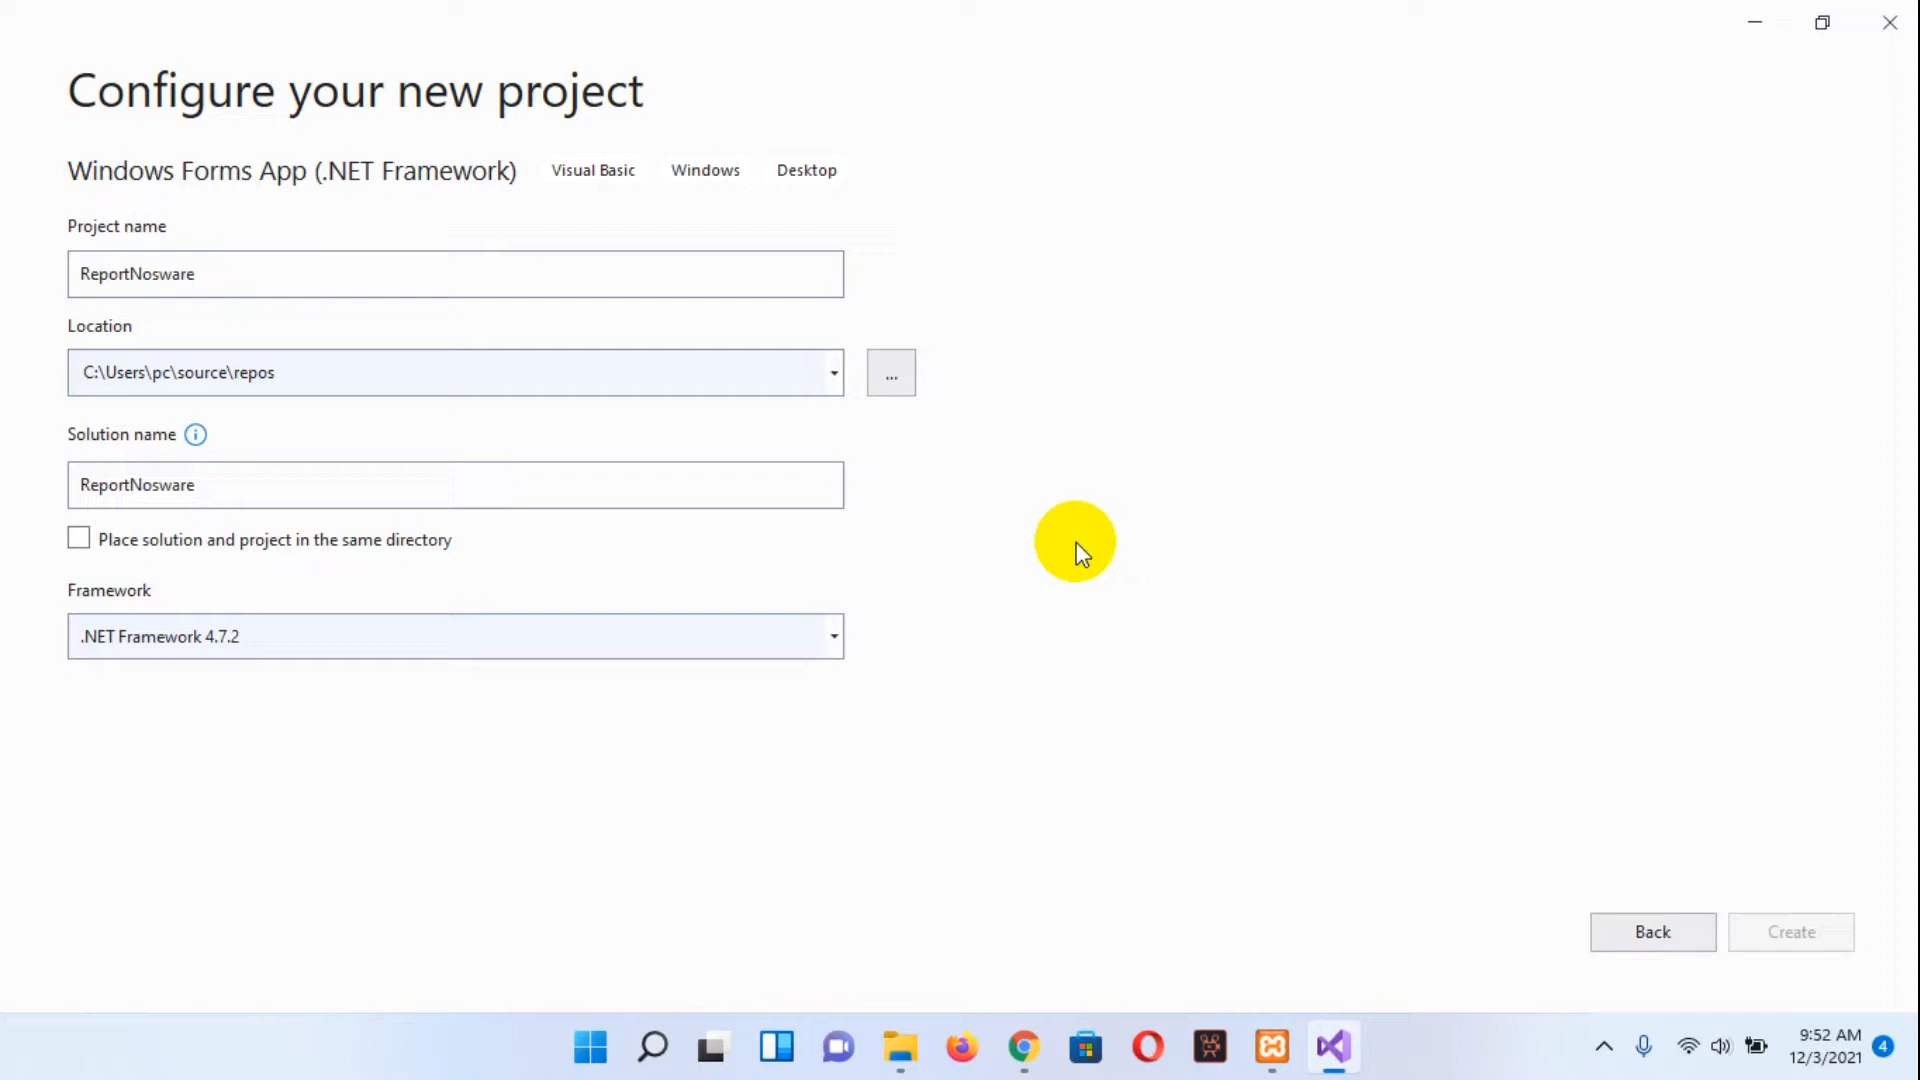 Configure your new project
Windows Forms App (.NET Framework) Visual Basic Windows Desktop
Project name
ReportNosware
Location
C:\Users\pc\source\repos
...
Solution name
ReportNosware
Place solution and project in the same directory
Framework
.NET Framework 4.7.2
Back Create
9:52 AM
12/3/2021
4